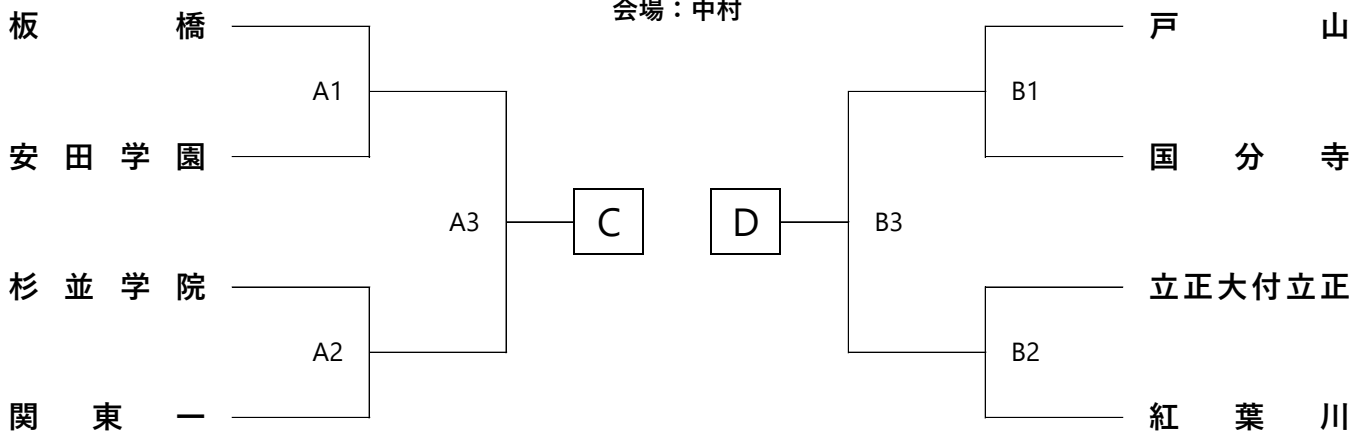 会場：中村
板橋
A1
安田学園
A3
C
杉並学院
A2
関東一
戸山
B1
国分寺
D
B3
立正大付立正
B2
紅葉川